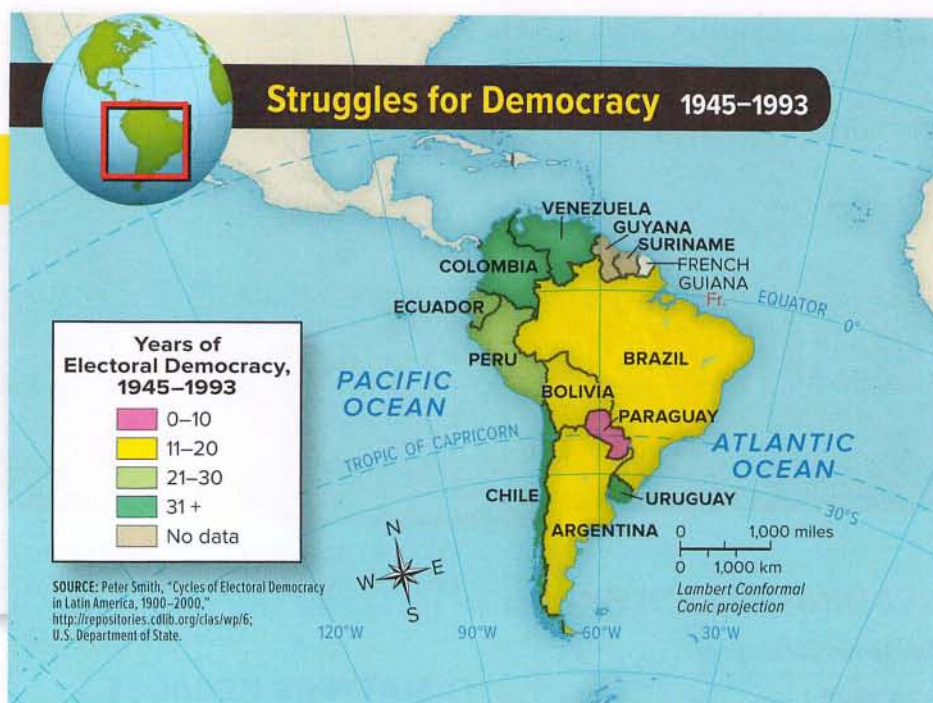 Struggles for Democracy 1945–1993
VENEZUELA
GUYANA
SURINAME
FRENCH
GUIANA
Fr.
COLOMBIA
ECUADOR
EQUATOR
0°
PERU
BRAZIL
BOLIVIA
PARAGUAY
PACIFIC
OCEAN
TROPIC OF CAPRICORN
ATLANTIC
OCEAN
CHILE
URUGUAY
ARGENTINA
30°S
Years of
Electoral Democracy,
1945–1993
0–10
11–20
21–30
31 +
No data
N
W E
S
0 1,000 miles
0 1,000 km
Lambert Conformal
Conic projection
SOURCE: Peter Smith, "Cycles of Electoral Democracy
in Latin America, 1900–2000,"
http://repositories.cdlib.org/clas/wp/6;
U.S. Department of State.
120°W 90°W 60°W 30°W